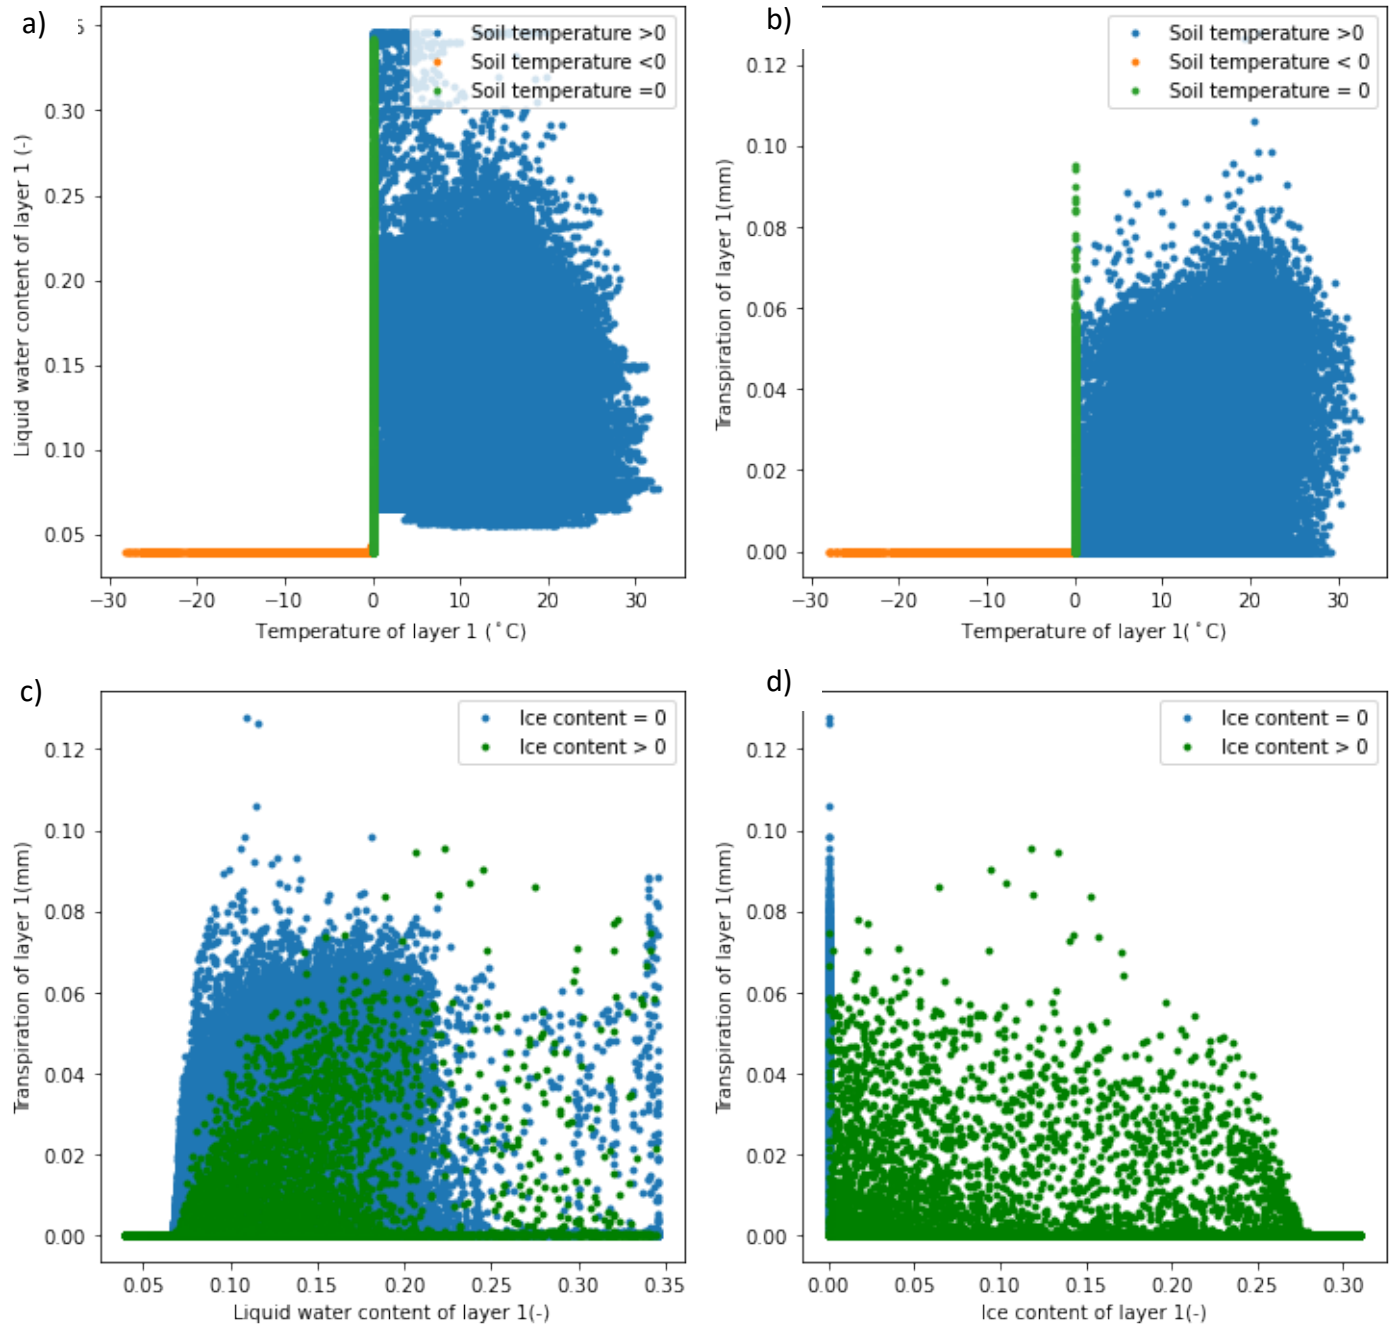 a)
5
0.30
0.25
0.20
0.15
0.10
0.05
Liquid water content of layer 1 (-)
Soil temperature >0
Soil temperature <0
Soil temperature =0
−30 −20 −10 0 10 20 30
Temperature of layer 1 (°C)
b)
0.12
0.10
0.08
0.06
0.04
0.02
0.00
Transpiration of layer 1(mm)
Soil temperature >0
Soil temperature < 0
Soil temperature = 0
−30 −20 −10 0 10 20 30
Temperature of layer 1(°C)
c)
0.12
0.10
0.08
0.06
0.04
0.02
0.00
Transpiration of layer 1(mm)
Ice content = 0
Ice content > 0
0.05 0.10 0.15 0.20 0.25 0.30 0.35
Liquid water content of layer 1(-)
d)
0.12
0.10
0.08
0.06
0.04
0.02
0.00
Transpiration of layer 1(mm)
Ice content = 0
Ice content > 0
0.00 0.05 0.10 0.15 0.20 0.25 0.30
Ice content of layer 1(-)